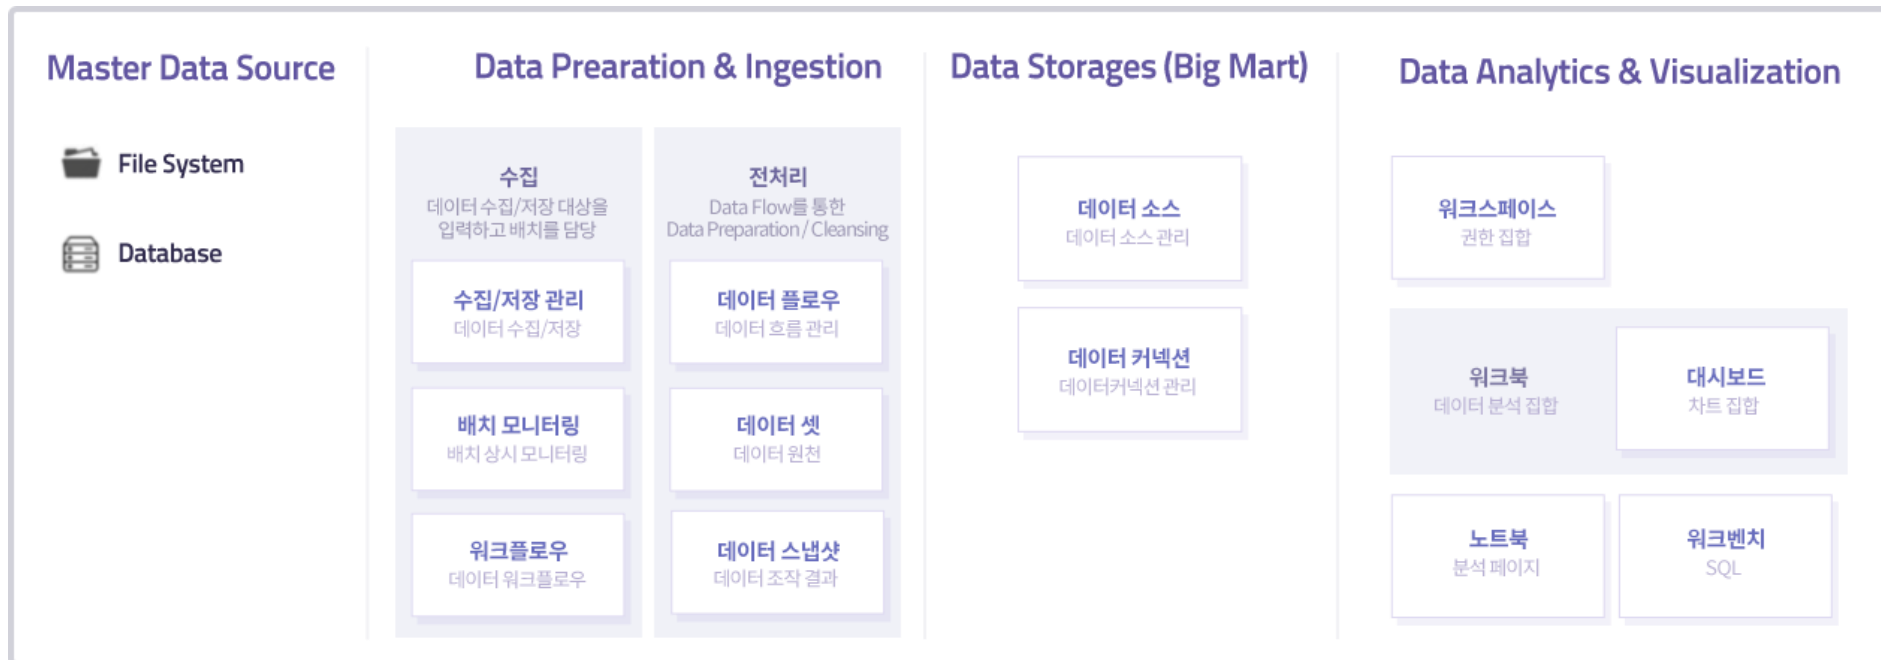 Master Data Source
File System
Database
Data Prearation & Ingestion
수집
데이터 수집/저장 대상을
입력하고 배치를 담당
수집/저장 관리
데이터 수집/저장
배치 모니터링
배치 상시 모니터링
워크플로우
데이터 워크플로우
전처리
Data Flow를 통한
Data Preparation / Cleansing
데이터 플로우
데이터 흐름 관리
데이터 셋
데이터 원천
데이터 스냅샷
데이터 조작 결과
Data Storages (Big Mart)
데이터 소스
데이터 소스 관리
데이터 커넥션
데이터커넥션 관리
Data Analytics & Visualization
워크스페이스
권한 집합
워크북
데이터 분석 집합
대시보드
차트 집합
노트북
분석 페이지
워크벤치
SQL